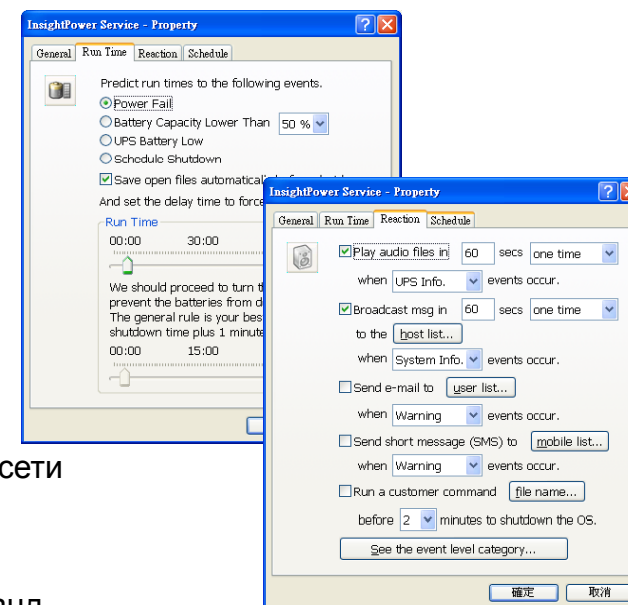 InsightPower Service - Property
General Run Time Reaction Schedule
Predict run times to the following events.
Power Fail
Battery Capacity Lower Than 50 %
UPS Battery Low
Schedule Shutdown
Save open files
And set the delay time to force
Run Time
00:00 30:00
We should proceed to turn
prevent the batteries from
The general rule is your bes
shutdown time plus 1 minute
00:00 15:00
InsightPower Service - Property
General Run Time Reaction Schedule
Play audio files in 60 secs one time
when UPS Info. events occur.
Broadcast msg in 60 secs one time
to the host list...
when System Info. events occur.
Send e-mail to user list...
when Warning events occur.
Send short message (SMS) to mobile list...
when Warning events occur.
Run a customer command file name...
before 2 minutes to shutdown the OS.
See the event level category...
確定 取消
сети